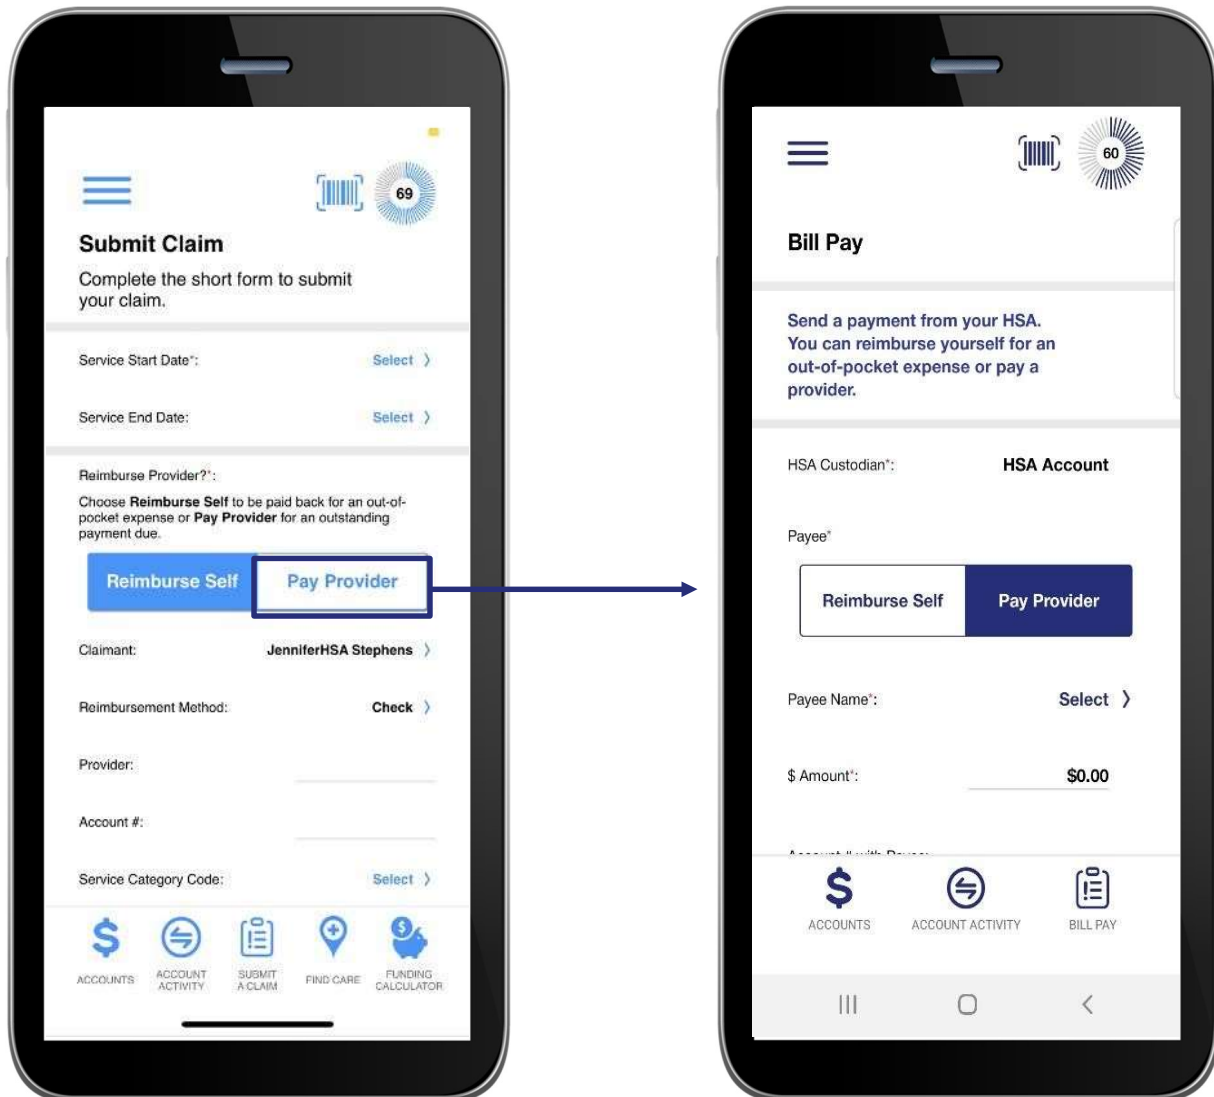 69
Submit Claim
Complete the short form to submit
your claim.
Service Start Date*: Select
Service End Date: Select
Reimburse Provider?*:
Choose Reimburse Self to be paid back for an out-of-
pocket expense or Pay Provider for an outstanding
payment due.
Reimburse Self Pay Provider
Claimant: JenniferHSA Stephens
Reimbursement Method: Check
Provider:
Account #:
Service Category Code: Select
ACCOUNTS
ACCOUNT
ACTIVITY
SUBMIT
A CLAIM
FIND CARE
FUNDING
CALCULATOR
60
Bill Pay
Send a payment from your HSA.
You can reimburse yourself for an
out-of-pocket expense or pay a
provider.
HSA Custodian*: HSA Account
Payee*
Reimburse Self Pay Provider
Payee Name*: Select
$ Amount*: $0.00
Account # with Payee:
ACCOUNTS
ACCOUNT ACTIVITY
BILL PAY